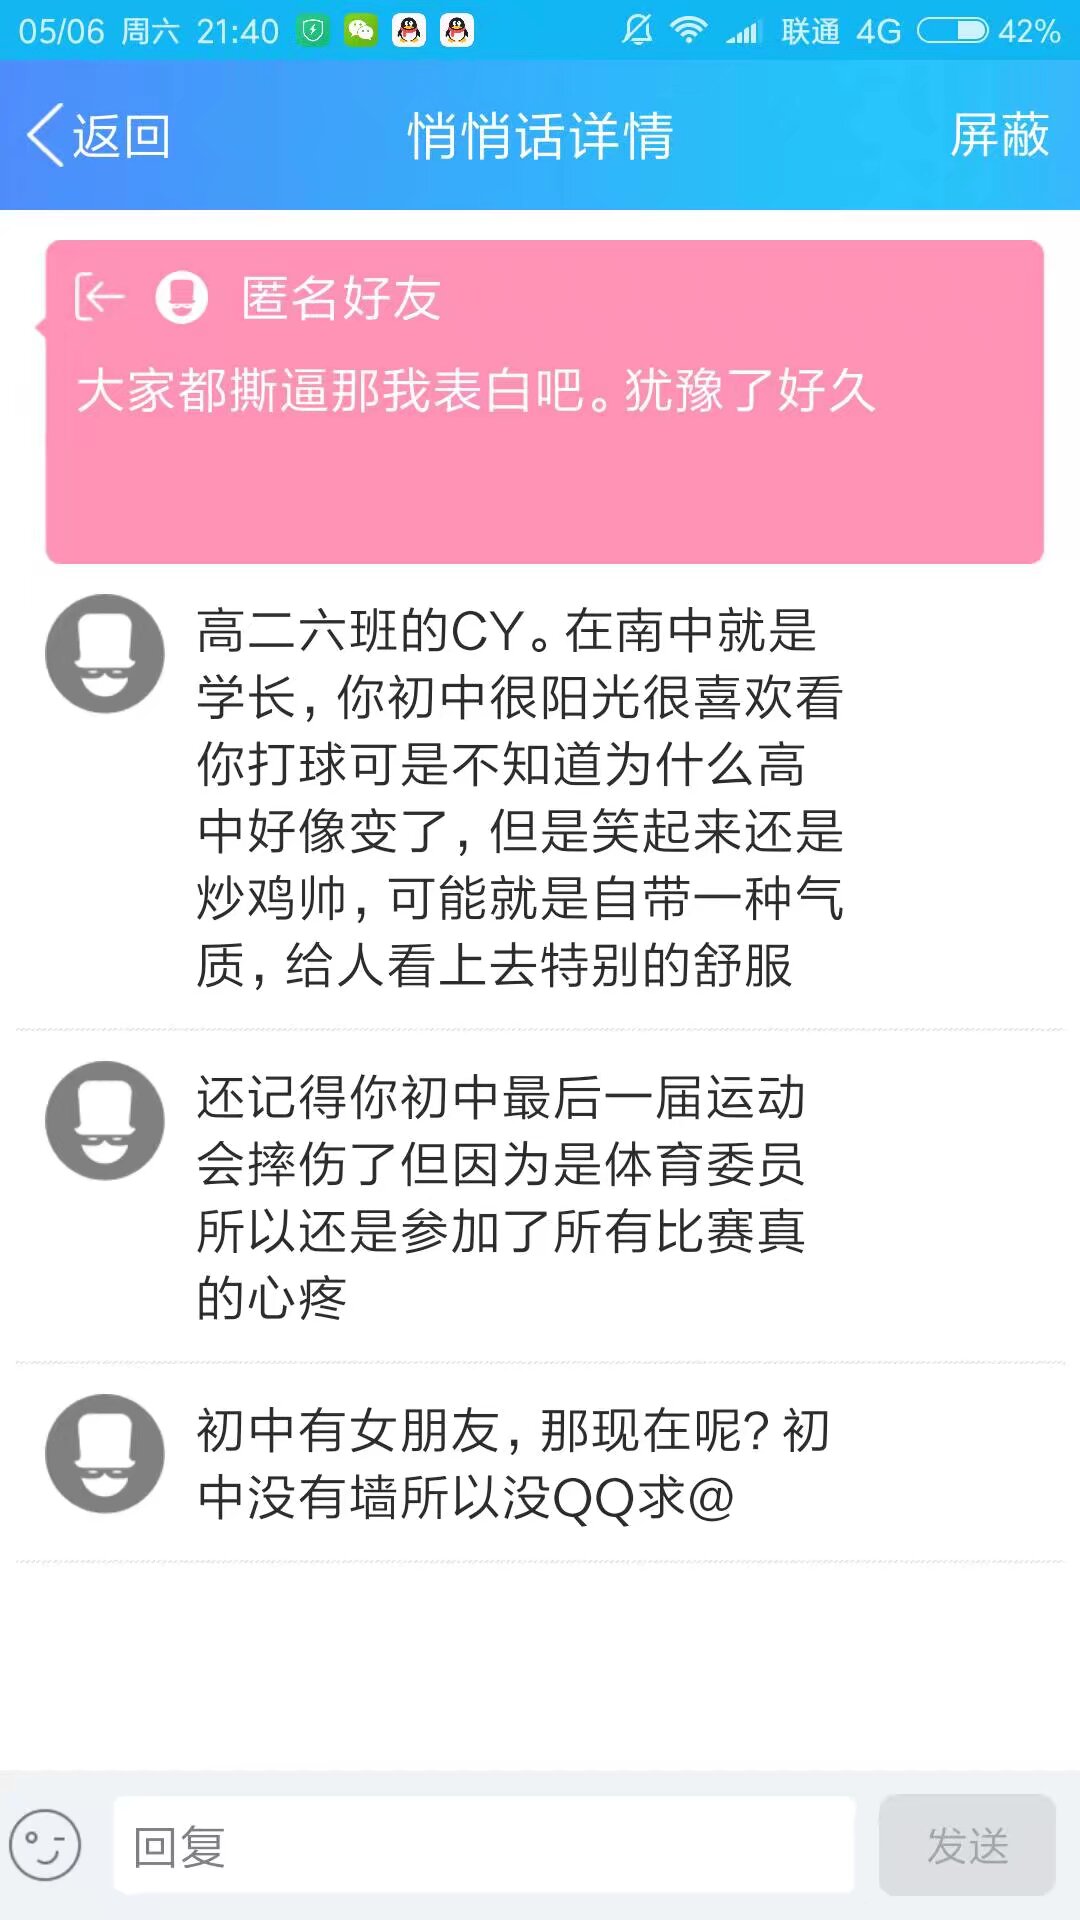 05/06 周六 21:40 联通 4G 42%
返回 悄悄话详情 屏蔽
匿名好友
大家都撕逼那我表白吧。犹豫了好久
高二六班的CY。在南中就是
学长，你初中很阳光很喜欢看
你打球可是不知道为什么高
中好像变了，但是笑起来还是
炒鸡帅，可能就是自带一种气
质，给人看上去特别的舒服
还记得你初中最后一届运动
会摔伤了但因为是体育委员
所以还是参加了所有比赛真
的心疼
初中有女朋友，那现在呢？初
中没有墙所以没QQ求@
回复 发送